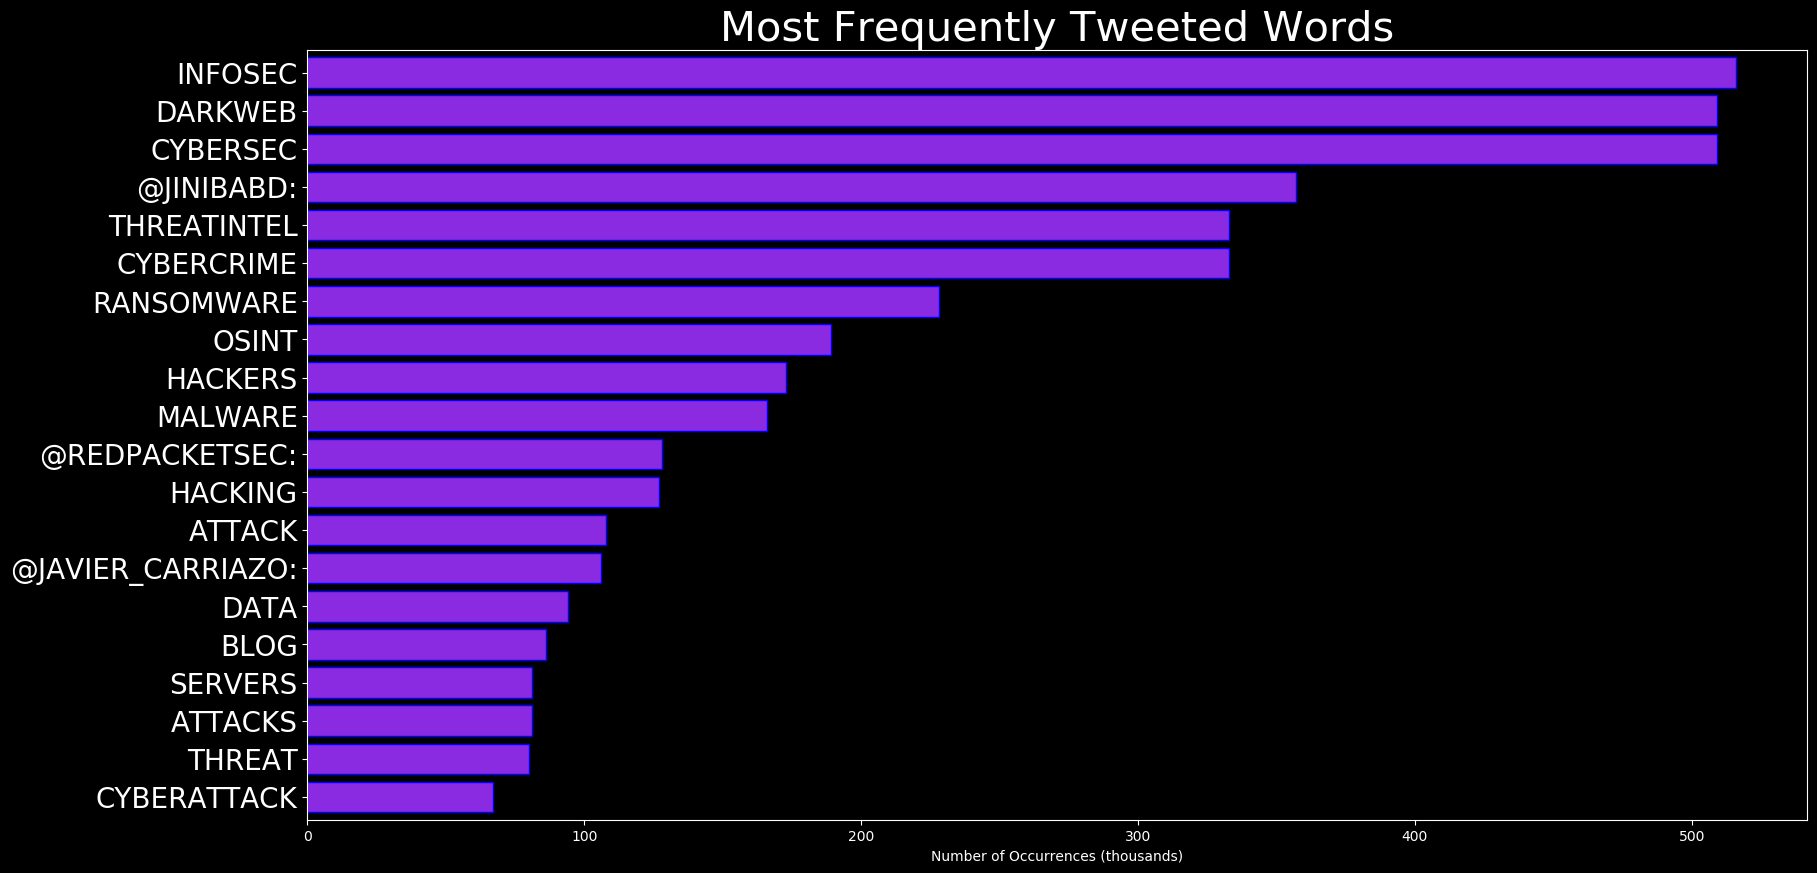 Most Frequently Tweeted Words
INFOSEC
DARKWEB
CYBERSEC
@JINIBABD:
THREATINTEL
CYBERCRIME
RANSOMWARE
OSINT
HACKERS
MALWARE
@REDPACKETSEC:
HACKING
ATTACK
@JAVIER_CARRIAZO:
DATA
BLOG
SERVERS
ATTACKS
THREAT
CYBERATTACK
0 100 200 300 400 500
Number of Occurrences (thousands)